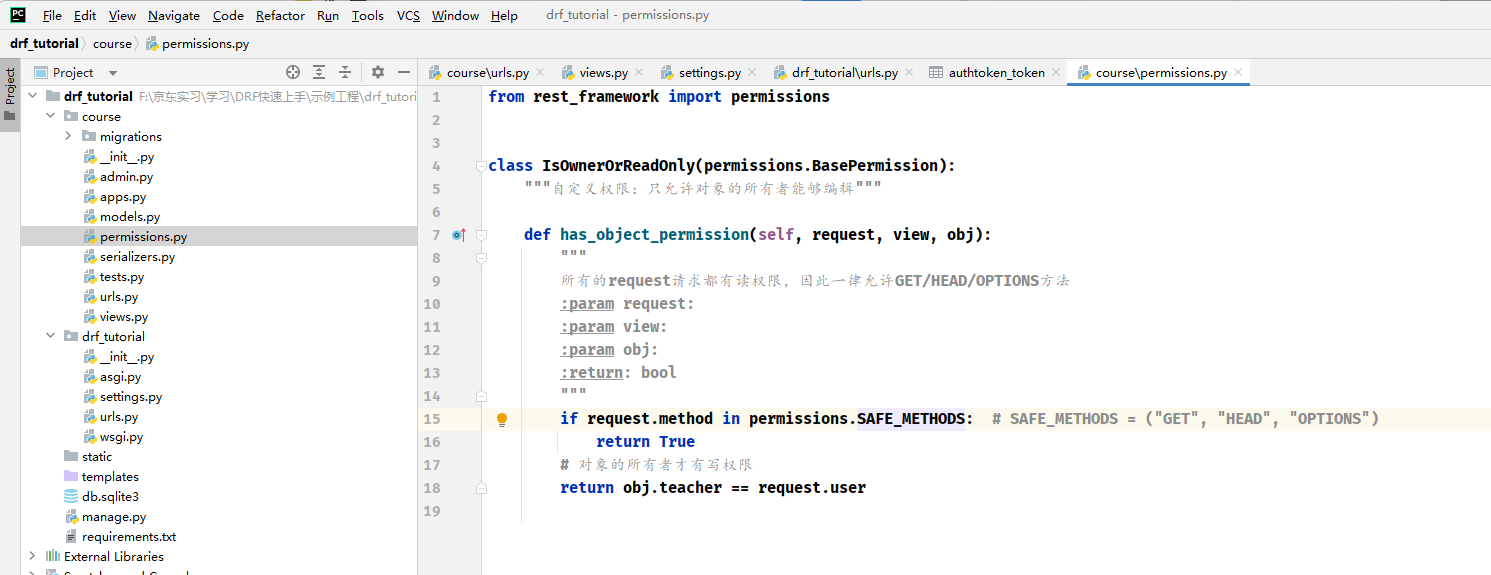 PC File Edit View Navigate Code Refactor Run Tools VCS Window Help drf_tutorial - permissions.py
drf_tutorial course permissions.py
Project
Project
course\urls.py views.py settings.py drf_tutorial\urls.py authtoken_token course\permissions.py
drf_tutorial F:\京东实习\学习\DRF快速上手\示例工程\drf_tutori
course
migrations
__init__.py
admin.py
apps.py
models.py
permissions.py
serializers.py
tests.py
urls.py
views.py
drf_tutorial
__init__.py
asgi.py
settings.py
urls.py
wsgi.py
static
templates
db.sqlite3
manage.py
requirements.txt
External Libraries
1 from rest_framework import permissions
2
3
4 class IsOwnerOrReadOnly(permissions.BasePermission):
5 """自定义权限：只允许对象的所有者能够编辑"""
6
7 def has_object_permission(self, request, view, obj):
8 """
9 所有的request请求都有读权限，因此一律允许GET/HEAD/OPTIONS方法
10 :param request:
11 :param view:
12 :param obj:
13 :return: bool
14 """
15 if request.method in permissions.SAFE_METHODS: # SAFE_METHODS = ("GET", "HEAD", "OPTIONS")
16 return True
17 # 对象的所有者才有写权限
18 return obj.teacher == request.user
19